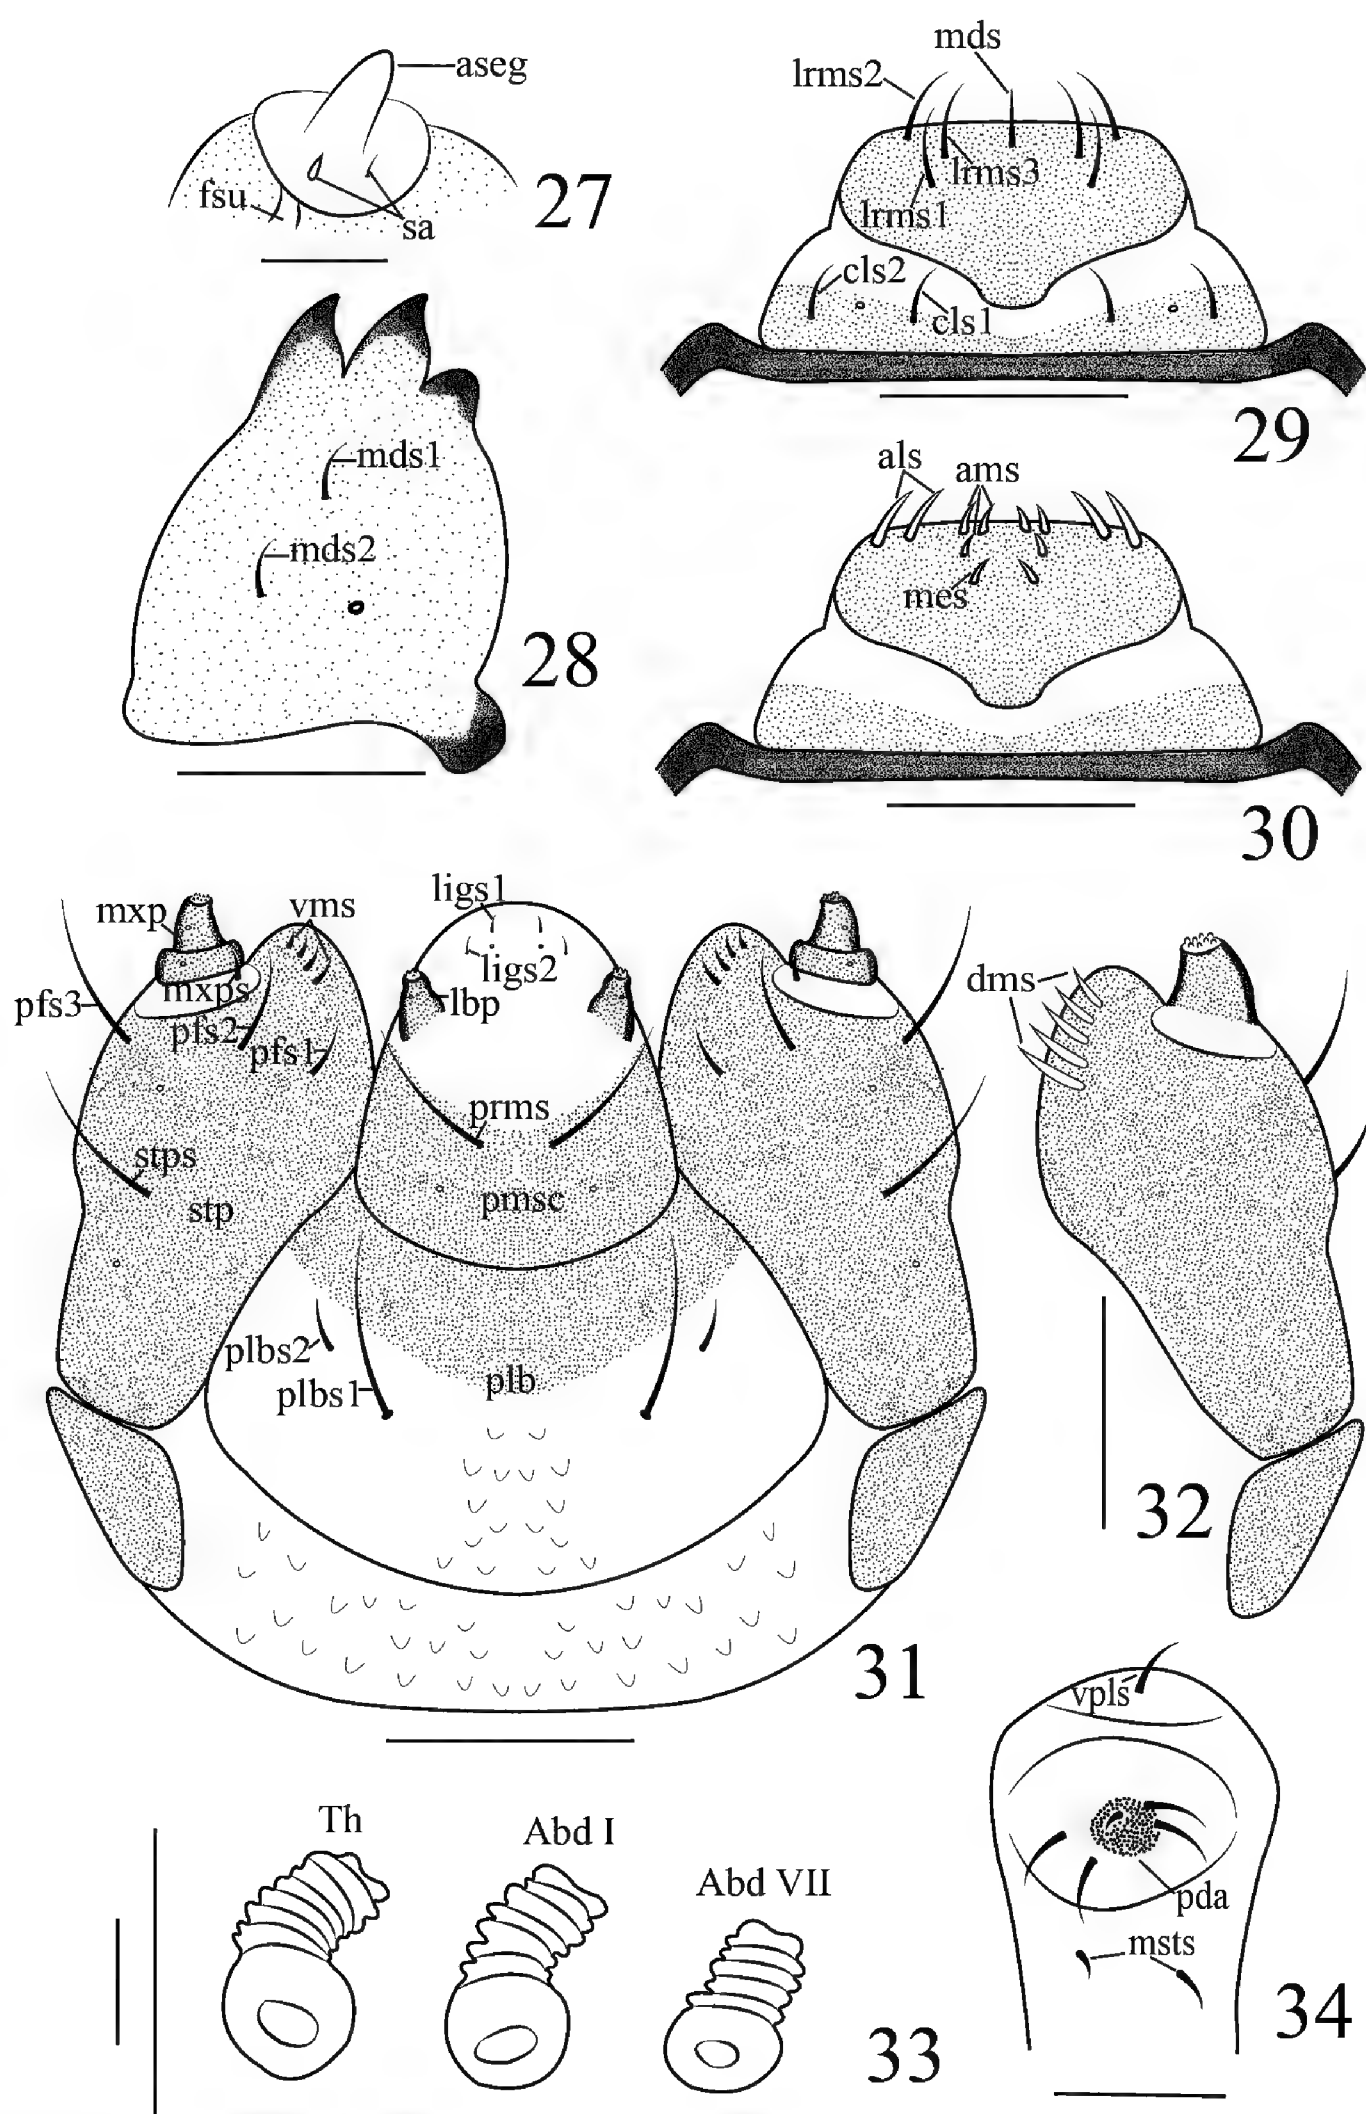 aseg
fsu
sa
27
mds
lrms2
lrms3
lrms1
cls2
cls1
29
mds1
mds2
28
als
ams
mes
30
mxp
vms
ligs1
ligs2
mxps
pfs3
pfs2
pfs1
lbp
prms
stps
stp
pmsc
plbs2
plbs1
plb
31
dms
32
Th
Abd I
Abd VII
33
vpls
pda
msts
34